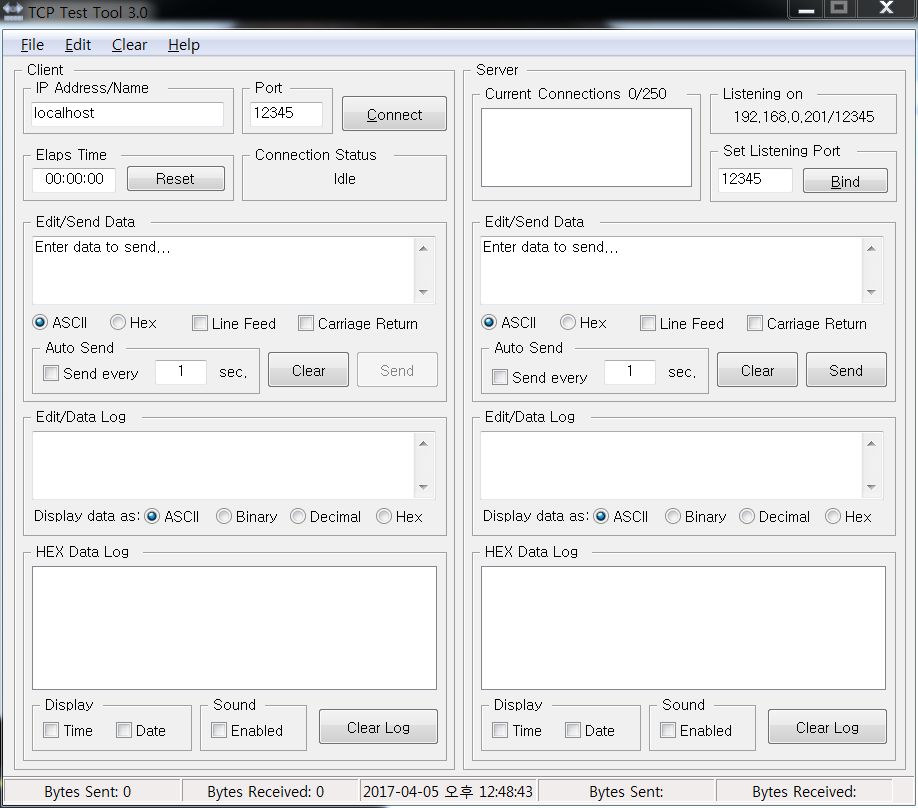 TCP Test Tool 3.0
File Edit Clear Help
Client
IP Address/Name
localhost
Port
12345
Connect
Elaps Time
00:00:00
Reset
Connection Status
Idle
Edit/Send Data
Enter data to send...
ASCII Hex Line Feed Carriage Return
Auto Send
Send every 1 sec.
Clear
Send
Edit/Data Log
Display data as: ASCII Binary Decimal Hex
HEX Data Log
Display
Time Date
Sound
Enabled
Clear Log
Server
Current Connections 0/250
Listening on
192.168.0.201/12345
Set Listening Port
12345
Bind
Edit/Send Data
Enter data to send...
ASCII Hex Line Feed Carriage Return
Auto Send
Send every 1 sec.
Clear
Send
Edit/Data Log
Display data as: ASCII Binary Decimal Hex
HEX Data Log
Display
Time Date
Sound
Enabled
Clear Log
Bytes Sent: 0 Bytes Received: 0 2017-04-05 오후 12:48:43 Bytes Sent: Bytes Received: